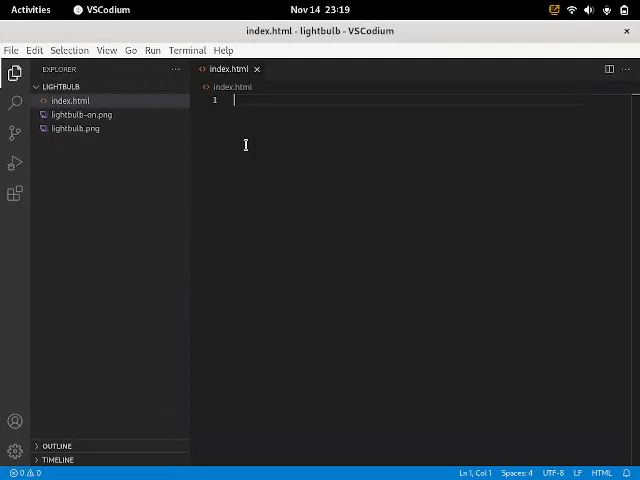 Activities VSCodium Nov 14 23:19
index.html - lightbulb - VSCodium
File Edit Selection View Go Run Terminal Help
EXPLORER
index.html
LIGHTBULB
index.html
index.html
1
lightbulb-on.png
lightbulb.png
OUTLINE
TIMELINE
0 0 Ln 1, Col 1 Spaces: 4 UTF-8 LF HTML